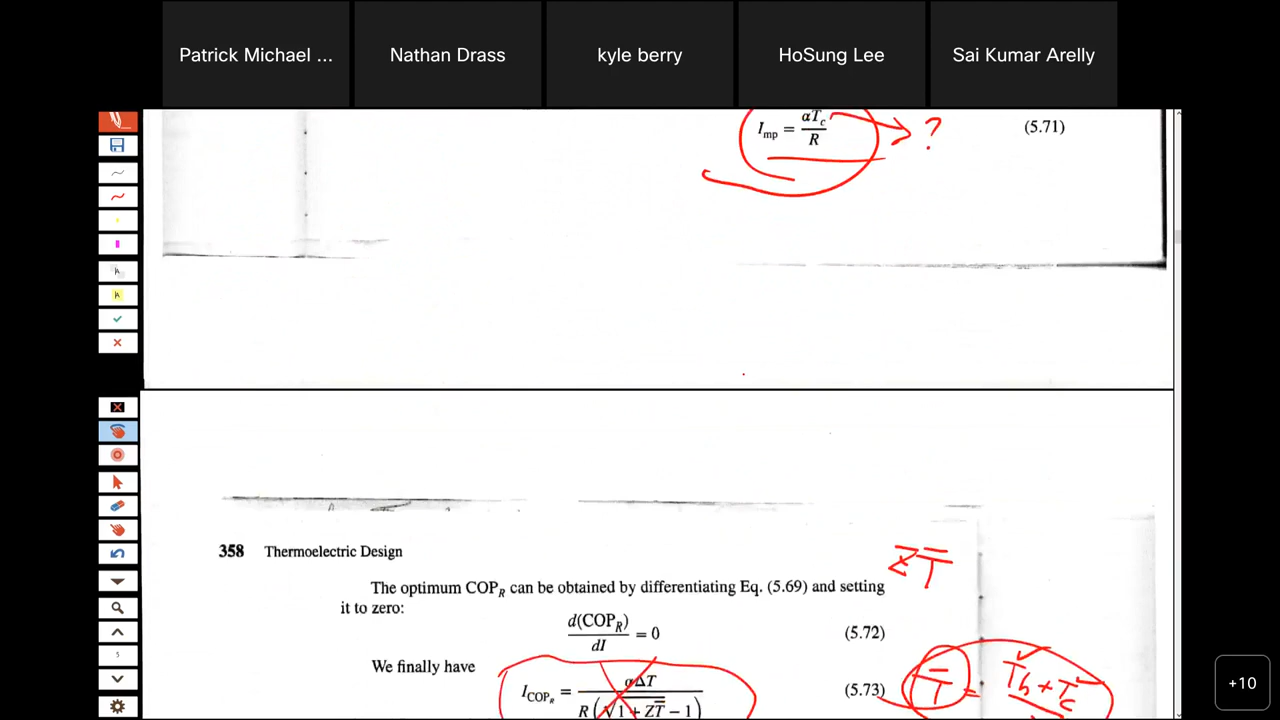 Patrick Michael ...
Nathan Drass
kyle berry
HoSung Lee
Sai Kumar Arelly
I_mp = αT_c / R → ? (5.71)
358 Thermoelectric Design
ZT̅
The optimum COP_R can be obtained by differentiating Eq. (5.69) and setting
it to zero:
d(COP_R) / dI = 0 (5.72)
We finally have
I_COP_R = αΔT / R(√1 + ZT̅ − 1) (5.73) T̅ = T_h + T_c
+10